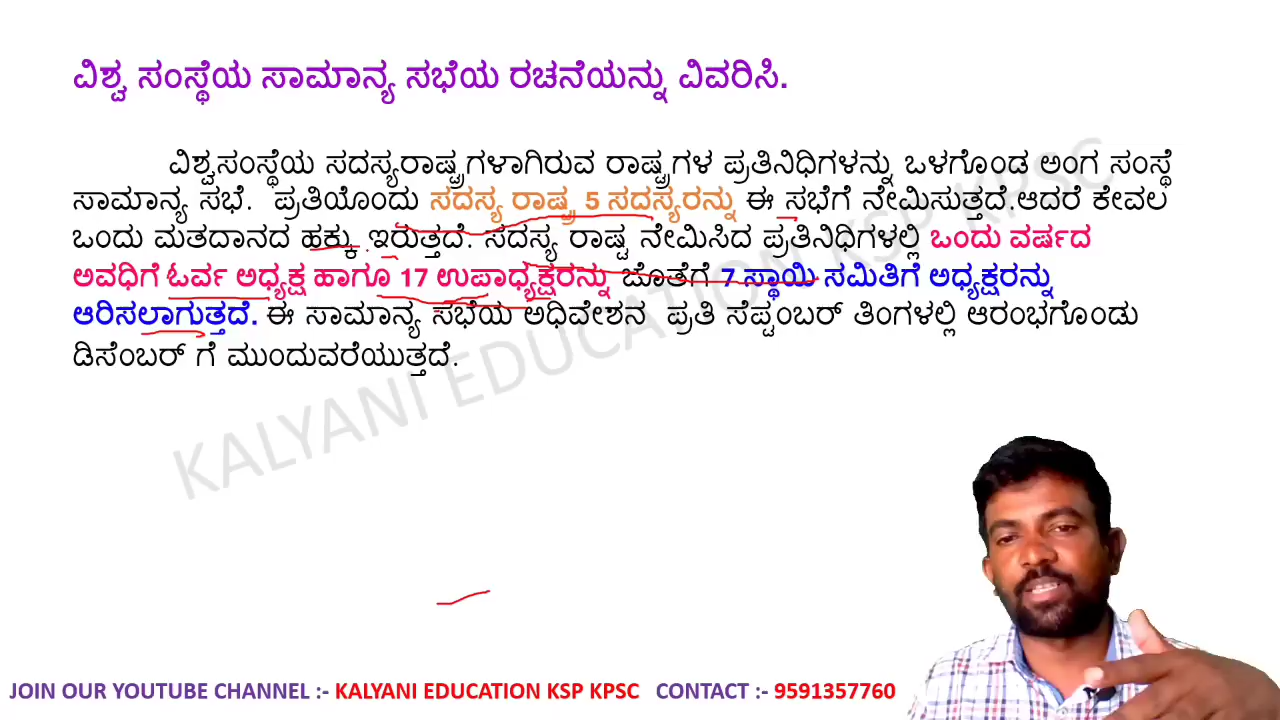 ವಿಶ್ವ ಸಂಸ್ಥೆಯ ಸಾಮಾನ್ಯ ಸಭೆಯ ರಚನೆಯನ್ನು ವಿವರಿಸಿ.
ವಿಶ್ವಸಂಸ್ಥೆಯ ಸದಸ್ಯರಾಷ್ಟ್ರಗಳಾಗಿರುವ ರಾಷ್ಟ್ರಗಳ ಪ್ರತಿನಿಧಿಗಳನ್ನು ಒಳಗೊಂಡ ಅಂಗ ಸಂಸ್ಥೆ
ಸಾಮಾನ್ಯ ಸಭೆ. ಪ್ರತಿಯೊಂದು ಸದಸ್ಯ ರಾಷ್ಟ್ರ 5 ಸದಸ್ಯರನ್ನು ಈ ಸಭೆಗೆ ನೇಮಿಸುತ್ತದೆ.ಆದರೆ ಕೇವಲ
ಒಂದು ಮತದಾನದ ಹಕ್ಕು ಇರುತ್ತದೆ. ಸದಸ್ಯ ರಾಷ್ಟ್ರ ನೇಮಿಸಿದ ಪ್ರತಿನಿಧಿಗಳಲ್ಲಿ ಒಂದು ವರ್ಷದ
ಅವಧಿಗೆ ಓರ್ವ ಅಧ್ಯಕ್ಷ ಹಾಗೂ 17 ಉಪಾಧ್ಯಕ್ಷರನ್ನು ಜೊತೆಗೆ 7 ಸ್ಥಾಯಿ ಸಮಿತಿಗೆ ಅಧ್ಯಕ್ಷರನ್ನು
ಆರಿಸಲಾಗುತ್ತದೆ. ಈ ಸಾಮಾನ್ಯ ಸಭೆಯ ಅಧಿವೇಶನ ಪ್ರತಿ ಸೆಪ್ಟಂಬರ್ ತಿಂಗಳಲ್ಲಿ ಆರಂಭಗೊಂಡು
ಡಿಸೆಂಬರ್ ಗೆ ಮುಂದುವರೆಯುತ್ತದೆ.
KALYANI EDUCATION KSP KPSC
JOIN OUR YOUTUBE CHANNEL :- KALYANI EDUCATION KSP KPSC CONTACT :- 9591357760